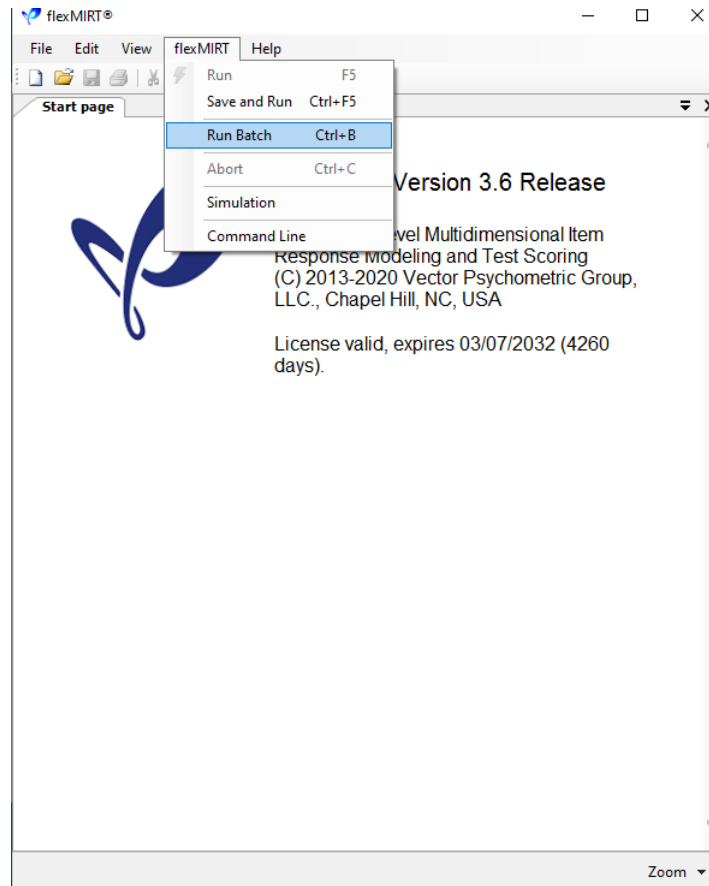 flexMIRT®
File Edit View flexMIRT Help
Run F5
Start page
Save and Run Ctrl+F5
Run Batch Ctrl+B
Abort Ctrl+C
Version 3.6 Release
Simulation
Command Line
evel Multidimensional Item
Response Modeling and Test Scoring
(C) 2013-2020 Vector Psychometric Group,
LLC., Chapel Hill, NC, USA
License valid, expires 03/07/2032 (4260
days).
Zoom